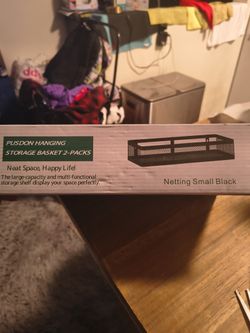 PUSDON HANGING
STORAGE BASKET 2-PACKS
Neat Space, Happy Life!
The large-capacity and multi-functional
storage shelf display your space perfectly.
Netting Small Black